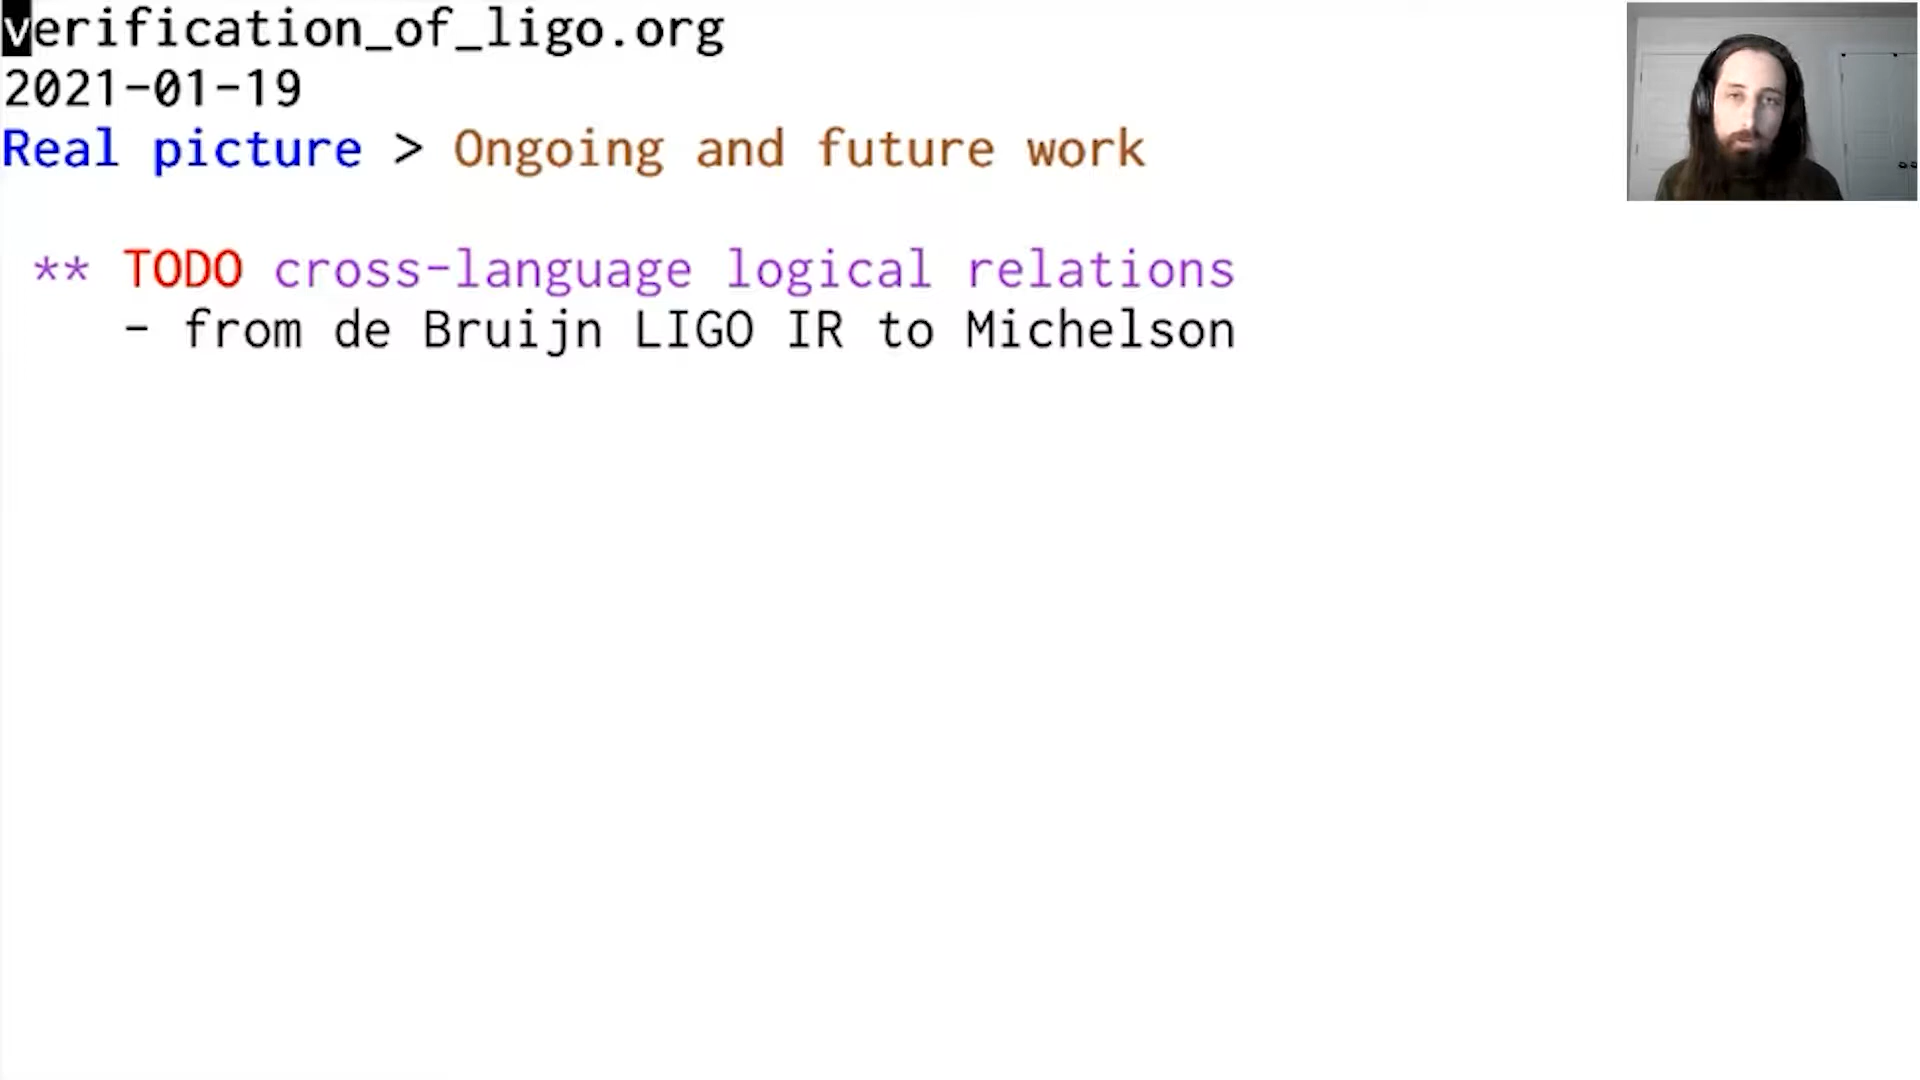 verification_of_ligo.org
2021-01-19
Real picture > Ongoing and future work
** TODO cross-language logical relations
- from de Bruijn LIGO IR to Michelson